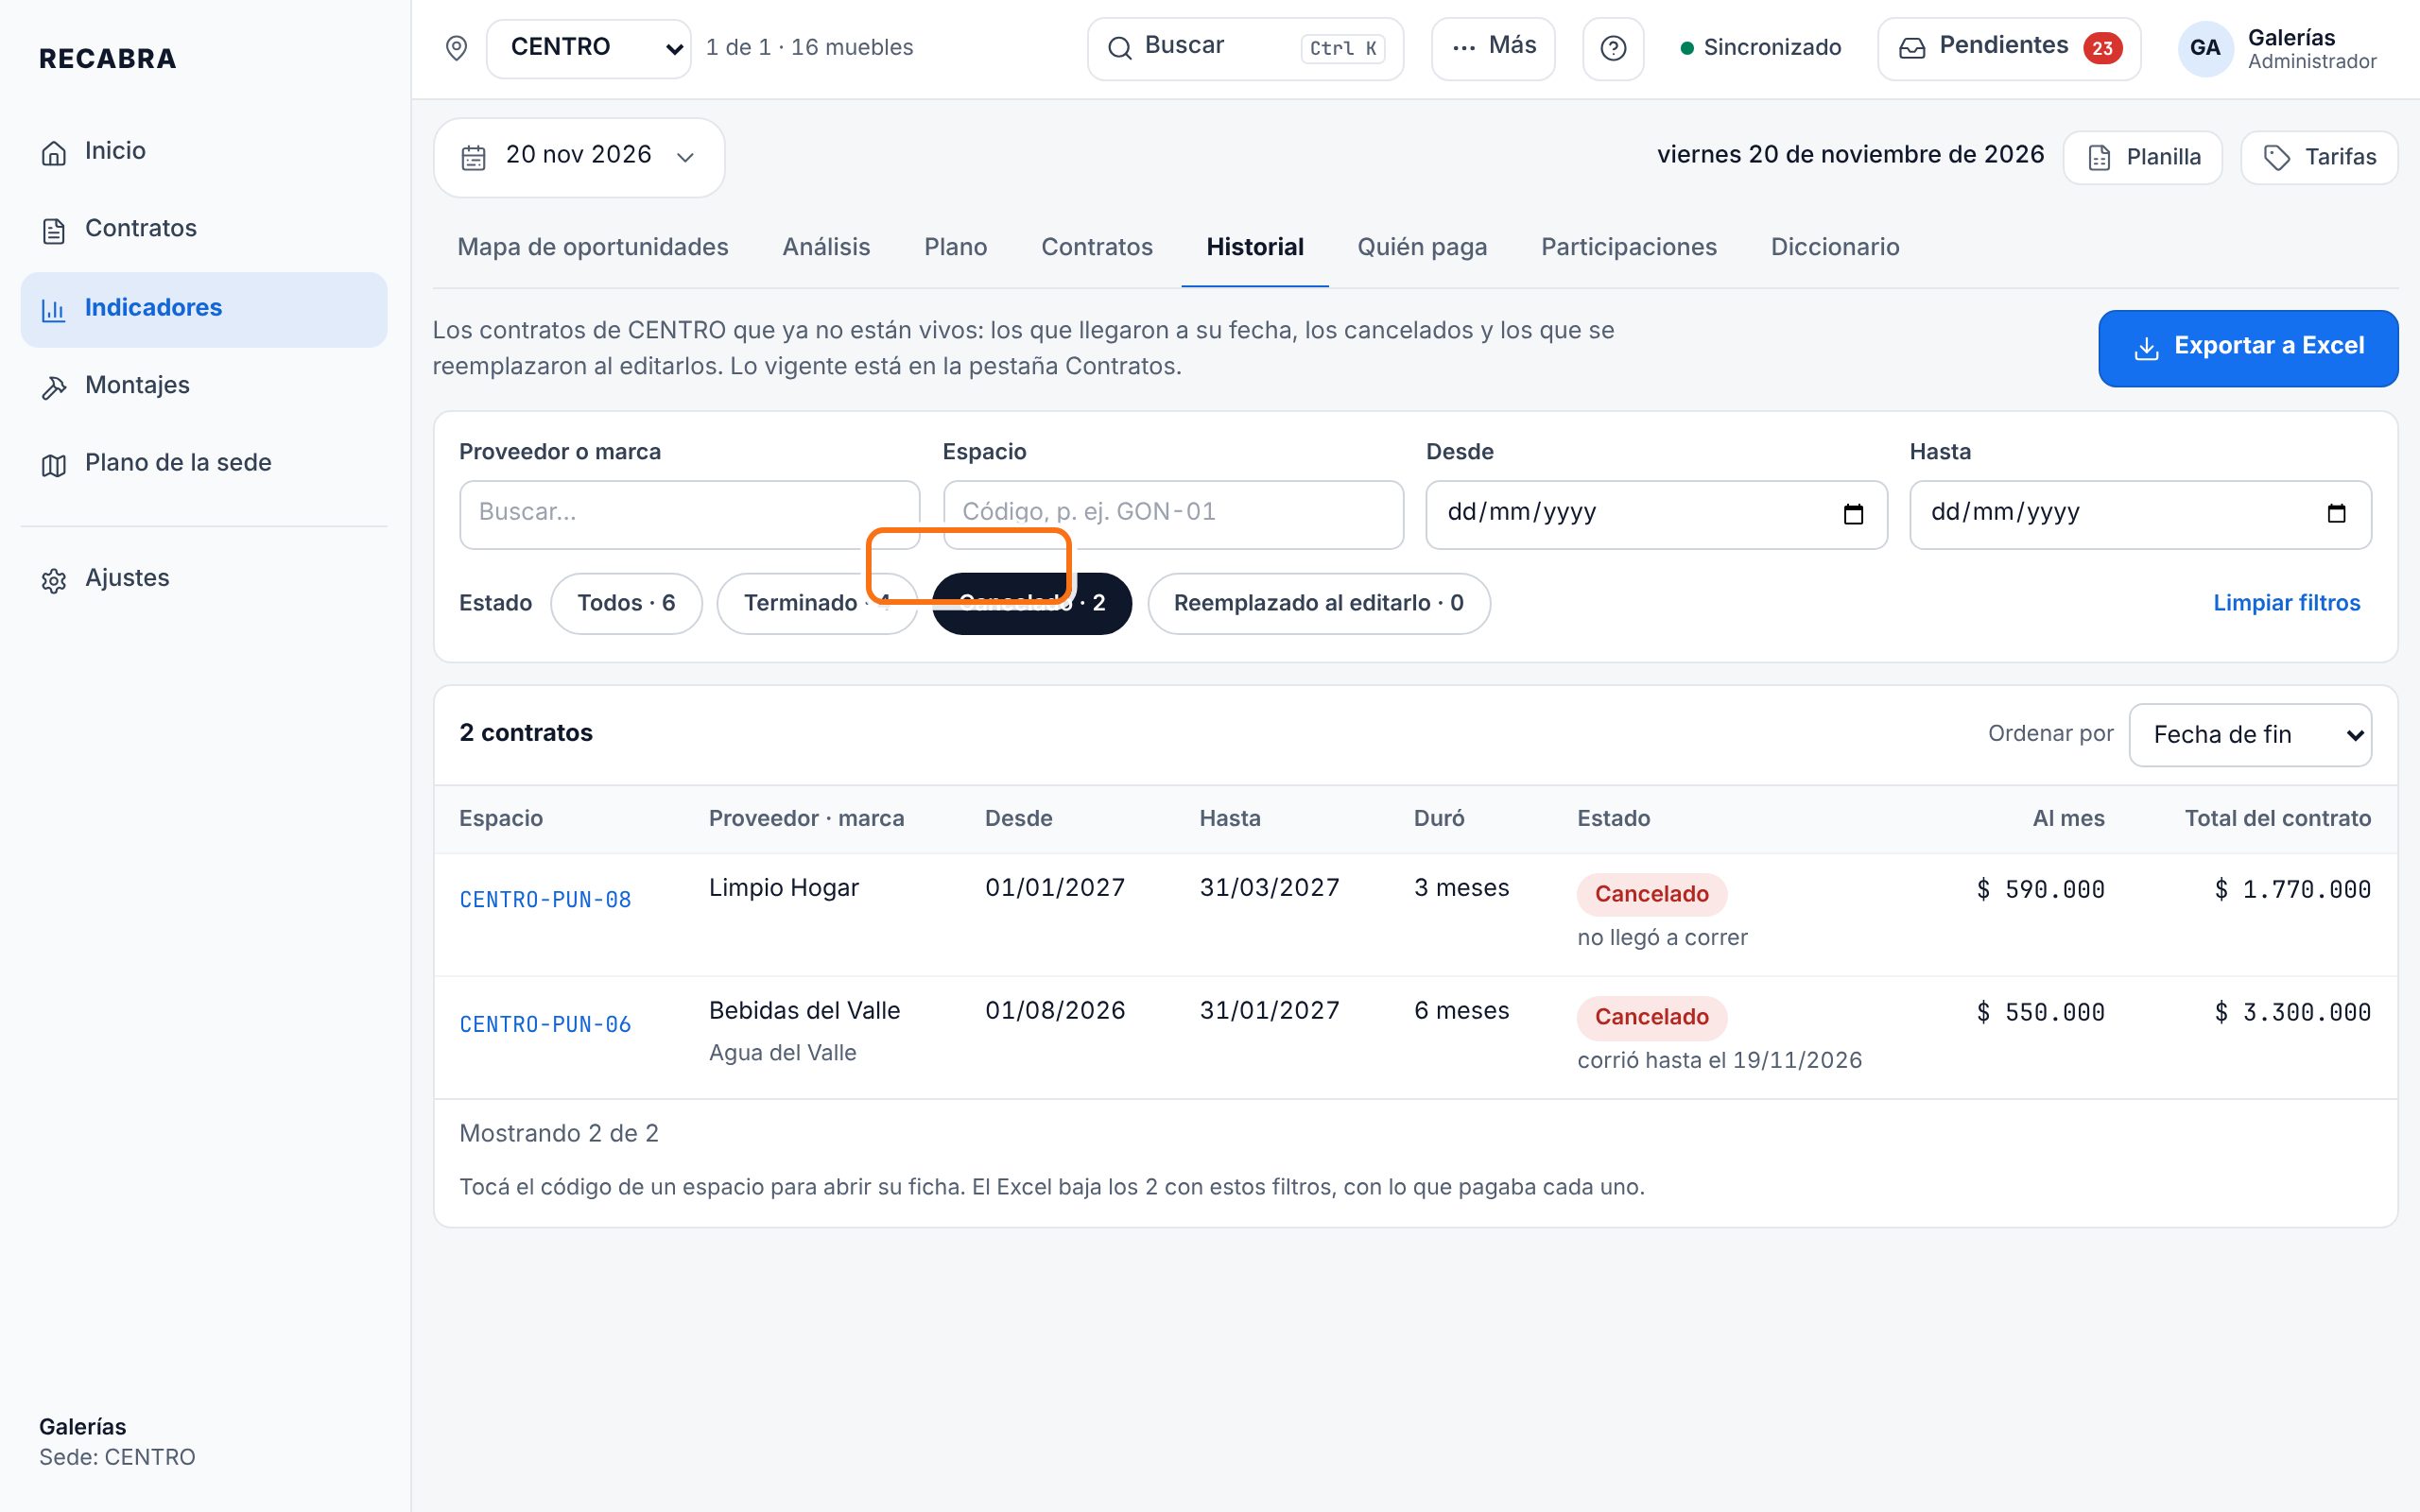 RECABRA
CENTRO
1 de 1 · 16 muebles
Buscar
Ctrl K
Más
Sincronizado
Pendientes
23
GA
Galerías
Administrador
Inicio
Contratos
Indicadores
Montajes
Plano de la sede
Ajustes
20 nov 2026
viernes 20 de noviembre de 2026
Planilla
Tarifas
Mapa de oportunidades
Análisis
Plano
Contratos
Historial
Quién paga
Participaciones
Diccionario
Los contratos de CENTRO que ya no están vivos: los que llegaron a su fecha, los cancelados y los que se
reemplazaron al editarlos. Lo vigente está en la pestaña Contratos.
Exportar a Excel
Proveedor o marca
Espacio
Desde
Hasta
Buscar...
Código, p. ej. GON-01
dd/mm/yyyy
dd/mm/yyyy
Estado
Todos · 6
Terminado · 4
Cancelado · 2
Reemplazado al editarlo · 0
Limpiar filtros
2 contratos
Ordenar por
Fecha de fin
Espacio
Proveedor · marca
Desde
Hasta
Duró
Estado
Al mes
Total del contrato
CENTRO-PUN-08
Limpio Hogar
01/01/2027
31/03/2027
3 meses
Cancelado
no llegó a correr
$ 590.000
$ 1.770.000
CENTRO-PUN-06
Bebidas del Valle
Agua del Valle
01/08/2026
31/01/2027
6 meses
Cancelado
corrió hasta el 19/11/2026
$ 550.000
$ 3.300.000
Mostrando 2 de 2
Tocá el código de un espacio para abrir su ficha. El Excel baja los 2 con estos filtros, con lo que pagaba cada uno.
Galerías
Sede: CENTRO